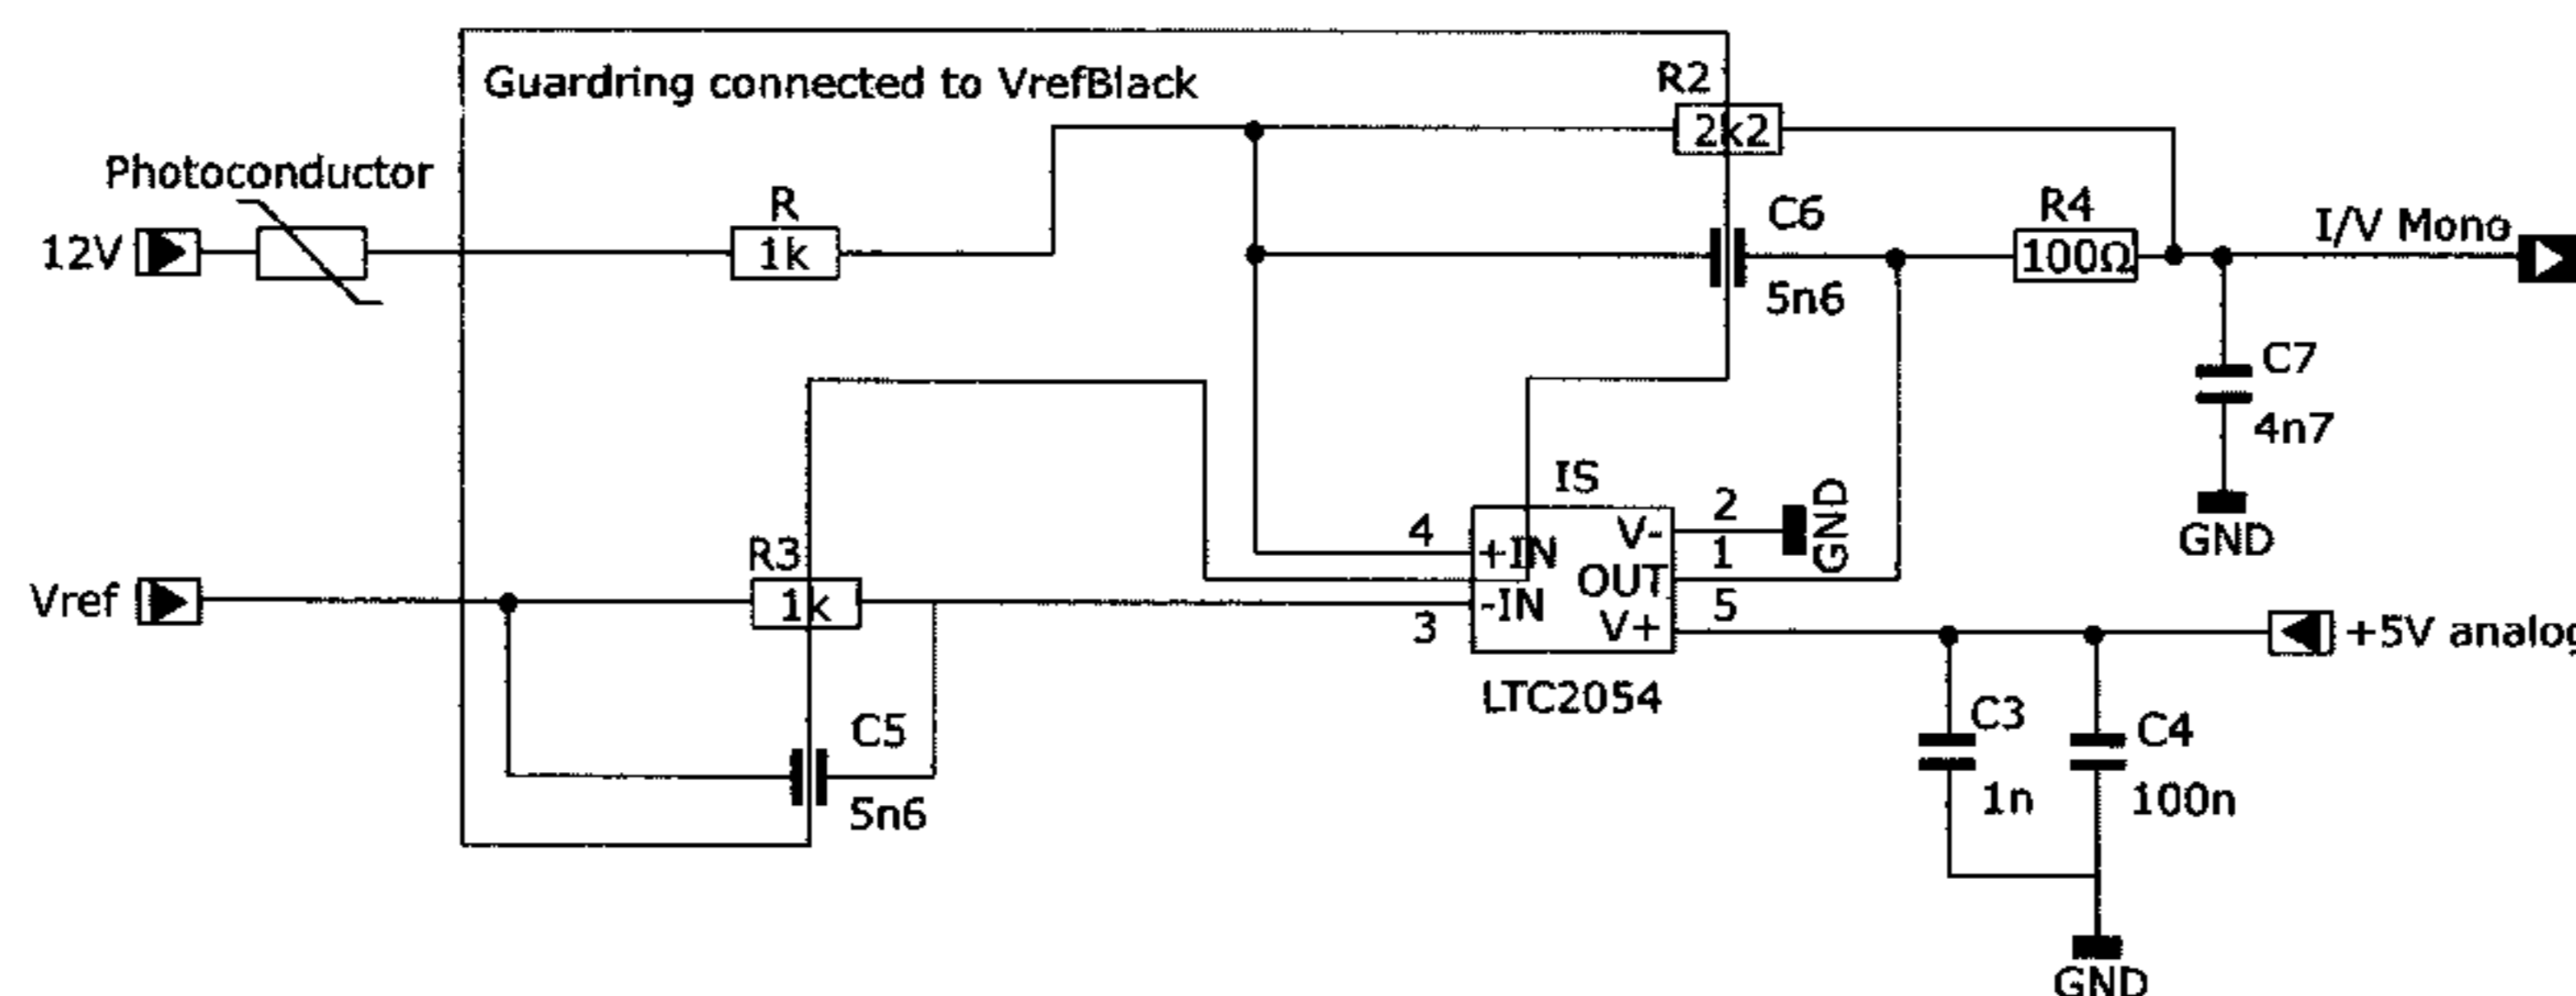 Guardring connected to VrefBlack
R2
2k2
Photoconductor
12V
R
1k
C6
5n6
R4
100Ω
I/V Mono
C7
4n7
GND
IS
4
+IN
V-
2
GND
OUT
1
Vref
R3
1k
3
-IN
V+
5
+5V analog
LTC2054
C5
5n6
C3
1n
C4
100n
GND